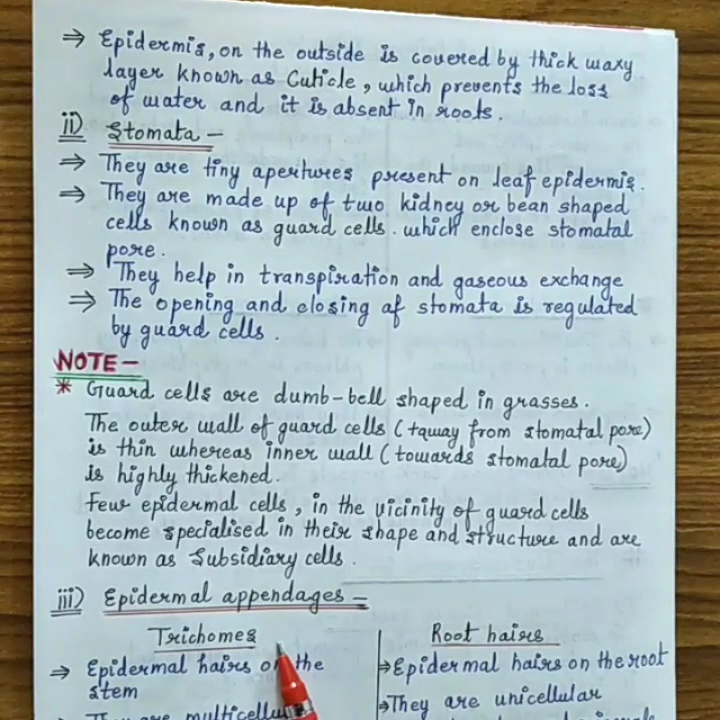 ⇒ Epidermis, on the outside is covered by thick waxy
layer known as Cuticle, which prevents the loss
of water and it is absent in roots.
ii) Stomata –
⇒ They are tiny apertures present on leaf epidermis.
⇒ They are made up of two kidney or bean shaped
cells known as guard cells. which enclose stomatal
pore.
⇒ They help in transpiration and gaseous exchange
⇒ The opening and closing of stomata is regulated
by guard cells.
NOTE –
* Guard cells are dumb-bell shaped in grasses.
The outer wall of guard cells (away from stomatal pore)
is thin whereas inner wall (towards stomatal pore)
is highly thickened.
Few epidermal cells, in the vicinity of guard cells
become specialised in their shape and structure and are
known as Subsidiary cells.
iii) Epidermal appendages –
Trichomes
→ Epidermal hairs on the
stem
They are
Root hairs
→ Epidermal hairs on the root
→ They are unicellular